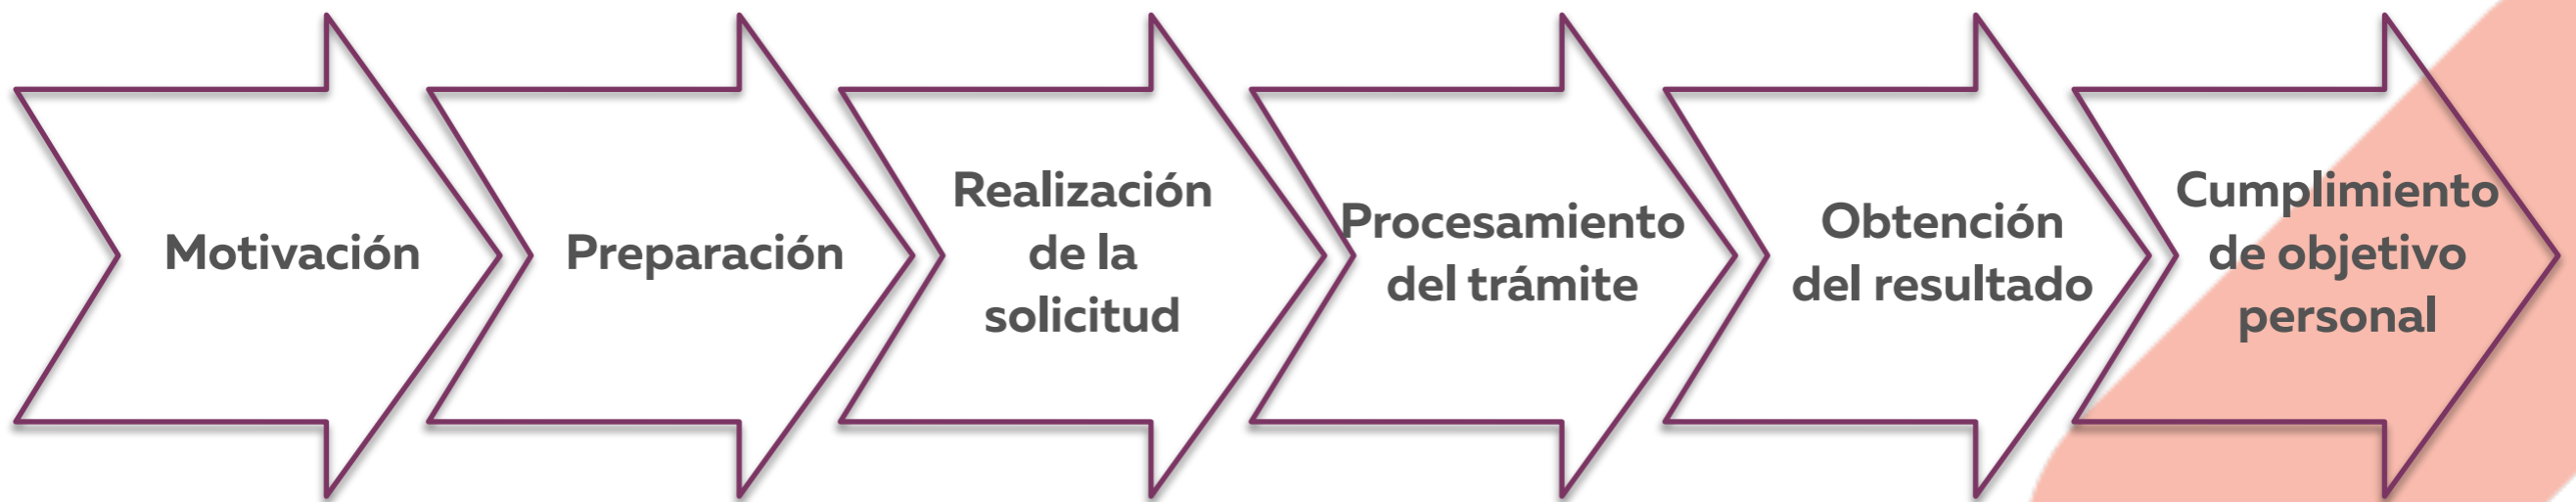 Motivación
Preparación
Realización
de la
solicitud
Procesamiento
del trámite
Obtención
del resultado
Cumplimiento
de objetivo
personal